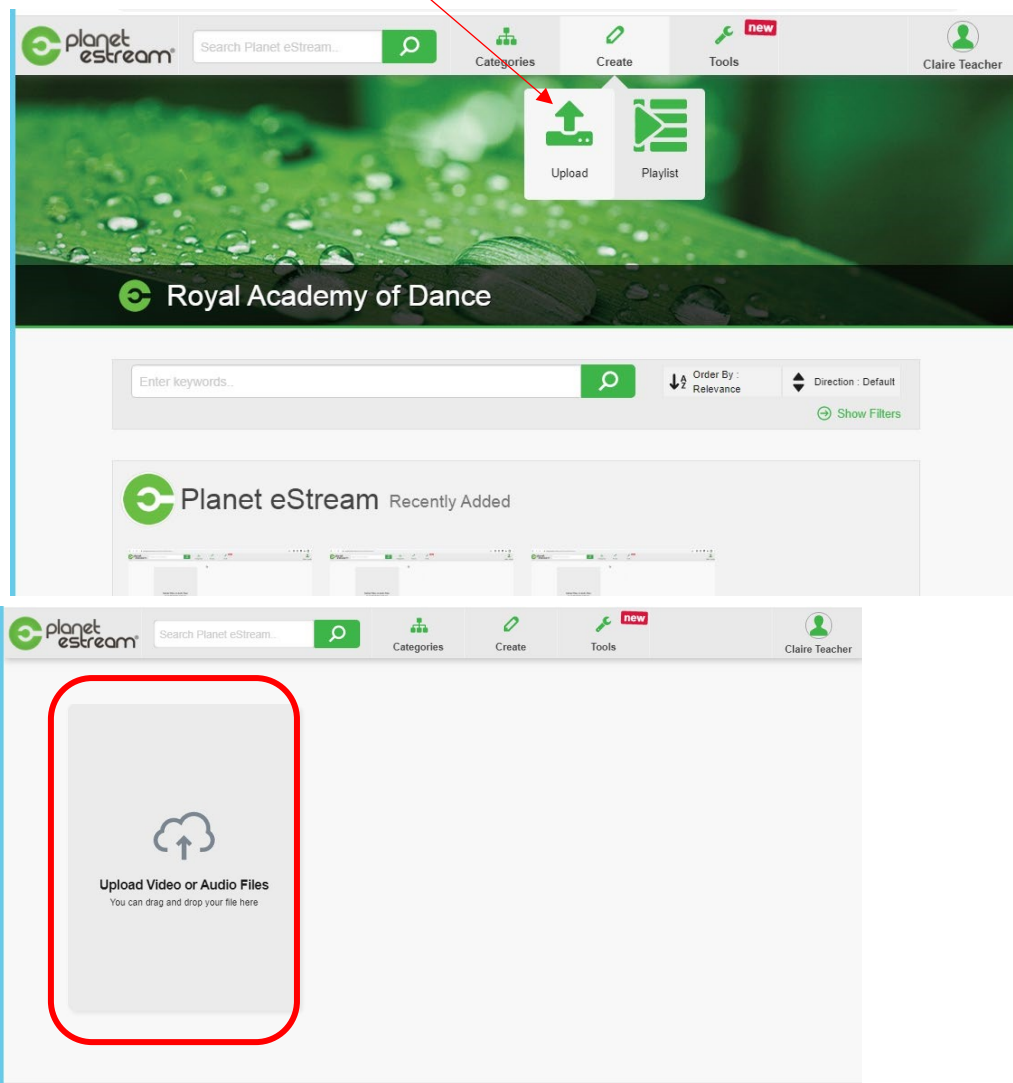 planet estream
Search Planet eStream..
Categories
Create
Tools
new
Claire Teacher
Upload
Playlist
Royal Academy of Dance
Enter keywords..
Order By :
Relevance
Direction : Default
Show Filters
Planet eStream Recently Added
planet estream
Search Planet eStream..
Categories
Create
Tools
new
Claire Teacher
Upload Video or Audio Files
You can drag and drop your file here